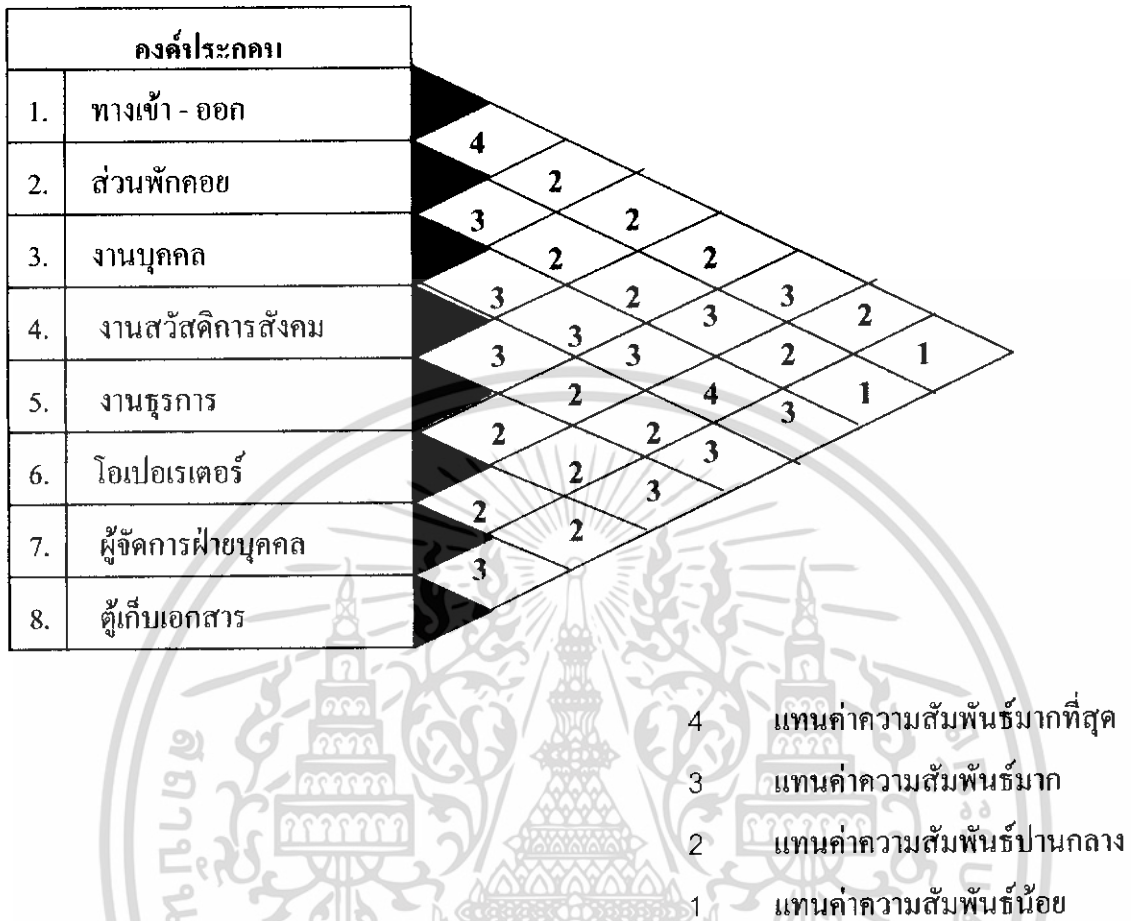 องค์ประกอบ
1. ทางเข้า - ออก
4
2. ส่วนพักคอย 2
3 2
3. งานบุคคล 2 2
3 2 3 3 2
4. งานสวัสดิการสังคม 3
3 3 2 1
5. งานธุรการ 2 4 3 1
2 2 3
6. โอเปอเรเตอร์ 2 3
2 2
7. ผู้จัดการฝ่ายบุคคล
3
8. ตู้เก็บเอกสาร
4 แทนค่าความสัมพันธ์มากที่สุด
3 แทนค่าความสัมพันธ์มาก
2 แทนค่าความสัมพันธ์ปานกลาง
1 แทนค่าความสัมพันธ์น้อย